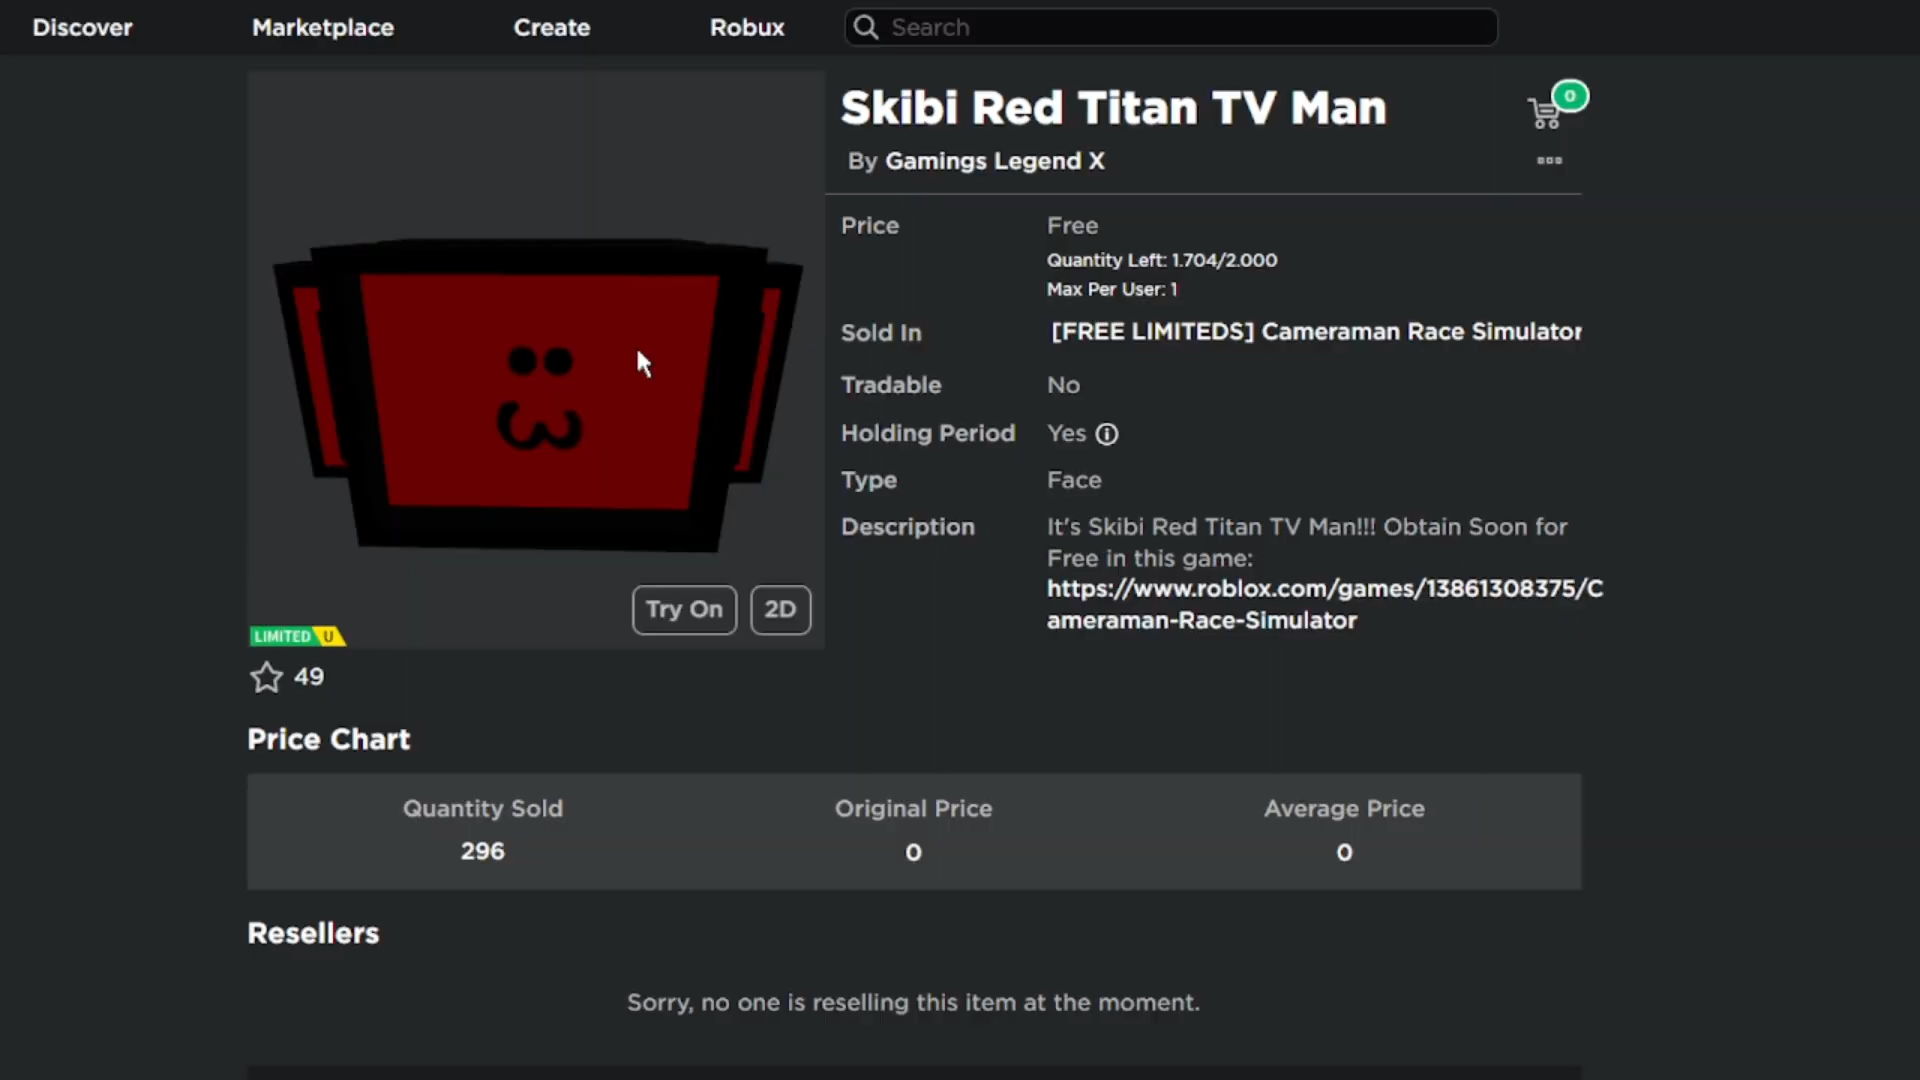 Discover Marketplace Create Robux Search
Skibi Red Titan TV Man
0
By Gamings Legend X
Price Free
Quantity Left: 1.704/2.000
Max Per User: 1
Sold In [FREE LIMITEDS] Cameraman Race Simulator
Tradable No
Holding Period Yes
Type Face
Description It's Skibi Red Titan TV Man!!! Obtain Soon for
Free in this game:
https://www.roblox.com/games/13861308375/C
ameraman-Race-Simulator
Try On 2D
LIMITED U
49
Price Chart
Quantity Sold Original Price Average Price
296 0 0
Resellers
Sorry, no one is reselling this item at the moment.